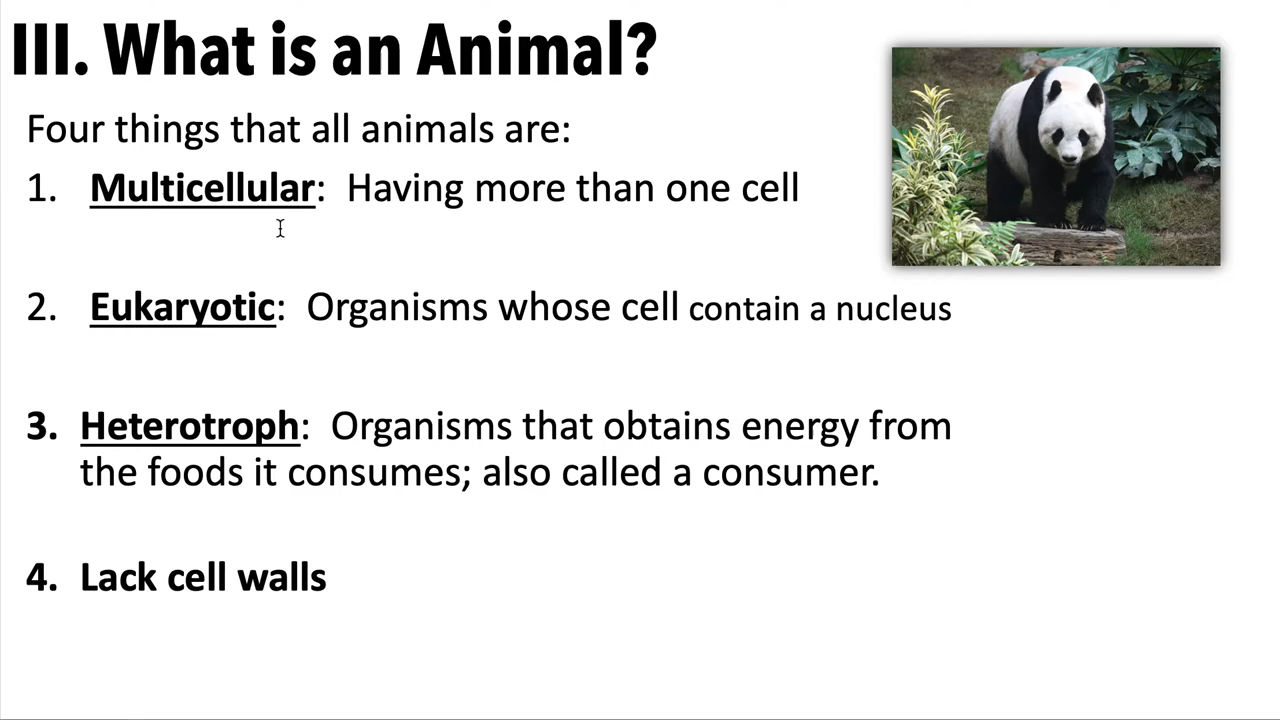 III. What is an Animal?
Four things that all animals are:
1. Multicellular: Having more than one cell
2. Eukaryotic: Organisms whose cell contain a nucleus
3. Heterotroph: Organisms that obtains energy from
the foods it consumes; also called a consumer.
4. Lack cell walls